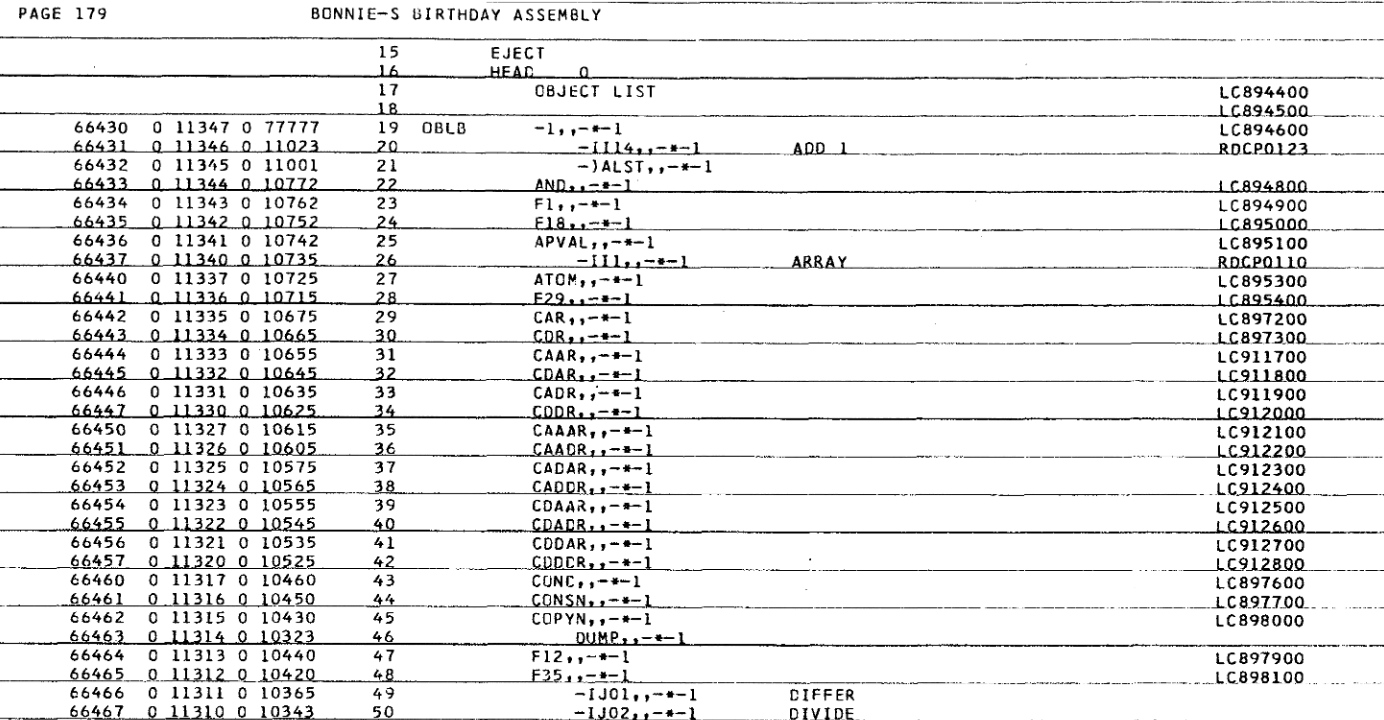 PAGE 179 BONNIE-S BIRTHDAY ASSEMBLY
15 EJECT
16 HEAD 0
17 OBJECT LIST LC894400
18 LC894500
66430 0 11347 0 77777 19 OBLB -1,,-*-1 LC894600
66431 0 11346 0 11023 20 -II14,,-*-1 ADD 1 RDCP0123
66432 0 11345 0 11001 21 -)ALST,,-*-1
66433 0 11344 0 10772 22 AND,,-*-1 LC894800
66434 0 11343 0 10762 23 F1,,-*-1 LC894900
66435 0 11342 0 10752 24 F18,,-*-1 LC895000
66436 0 11341 0 10742 25 APVAL,,-*-1 LC895100
66437 0 11340 0 10735 26 -II1,,-*-1 ARRAY RDCP0110
66440 0 11337 0 10725 27 ATOM,,-*-1 LC895300
66441 0 11336 0 10715 28 F29,,-*-1 LC895400
66442 0 11335 0 10675 29 CAR,,-*-1 LC897200
66443 0 11334 0 10665 30 CDR,,-*-1 LC897300
66444 0 11333 0 10655 31 CAAR,,-*-1 LC911700
66445 0 11332 0 10645 32 CDAR,,-*-1 LC911800
66446 0 11331 0 10635 33 CADR,,-*-1 LC911900
66447 0 11330 0 10625 34 CDDR,,-*-1 LC912000
66450 0 11327 0 10615 35 CAAAR,,-*-1 LC912100
66451 0 11326 0 10605 36 CAADR,,-*-1 LC912200
66452 0 11325 0 10575 37 CADAR,,-*-1 LC912300
66453 0 11324 0 10565 38 CADDR,,-*-1 LC912400
66454 0 11323 0 10555 39 CDAAR,,-*-1 LC912500
66455 0 11322 0 10545 40 CDADR,,-*-1 LC912600
66456 0 11321 0 10535 41 CDDAR,,-*-1 LC912700
66457 0 11320 0 10525 42 CDDDR,,-*-1 LC912800
66460 0 11317 0 10460 43 COND,,-*-1 LC897600
66461 0 11316 0 10450 44 CONSN,,-*-1 LC897700
66462 0 11315 0 10430 45 COPYN,,-*-1 LC898000
66463 0 11314 0 10323 46 DUMP,,-*-1
66464 0 11313 0 10440 47 F12,,-*-1 LC897900
66465 0 11312 0 10420 48 F35,,-*-1 LC898100
66466 0 11311 0 10365 49 -IJ01,,-*-1 DIFFER
66467 0 11310 0 10343 50 -IJ02,,-*-1 DIVIDE